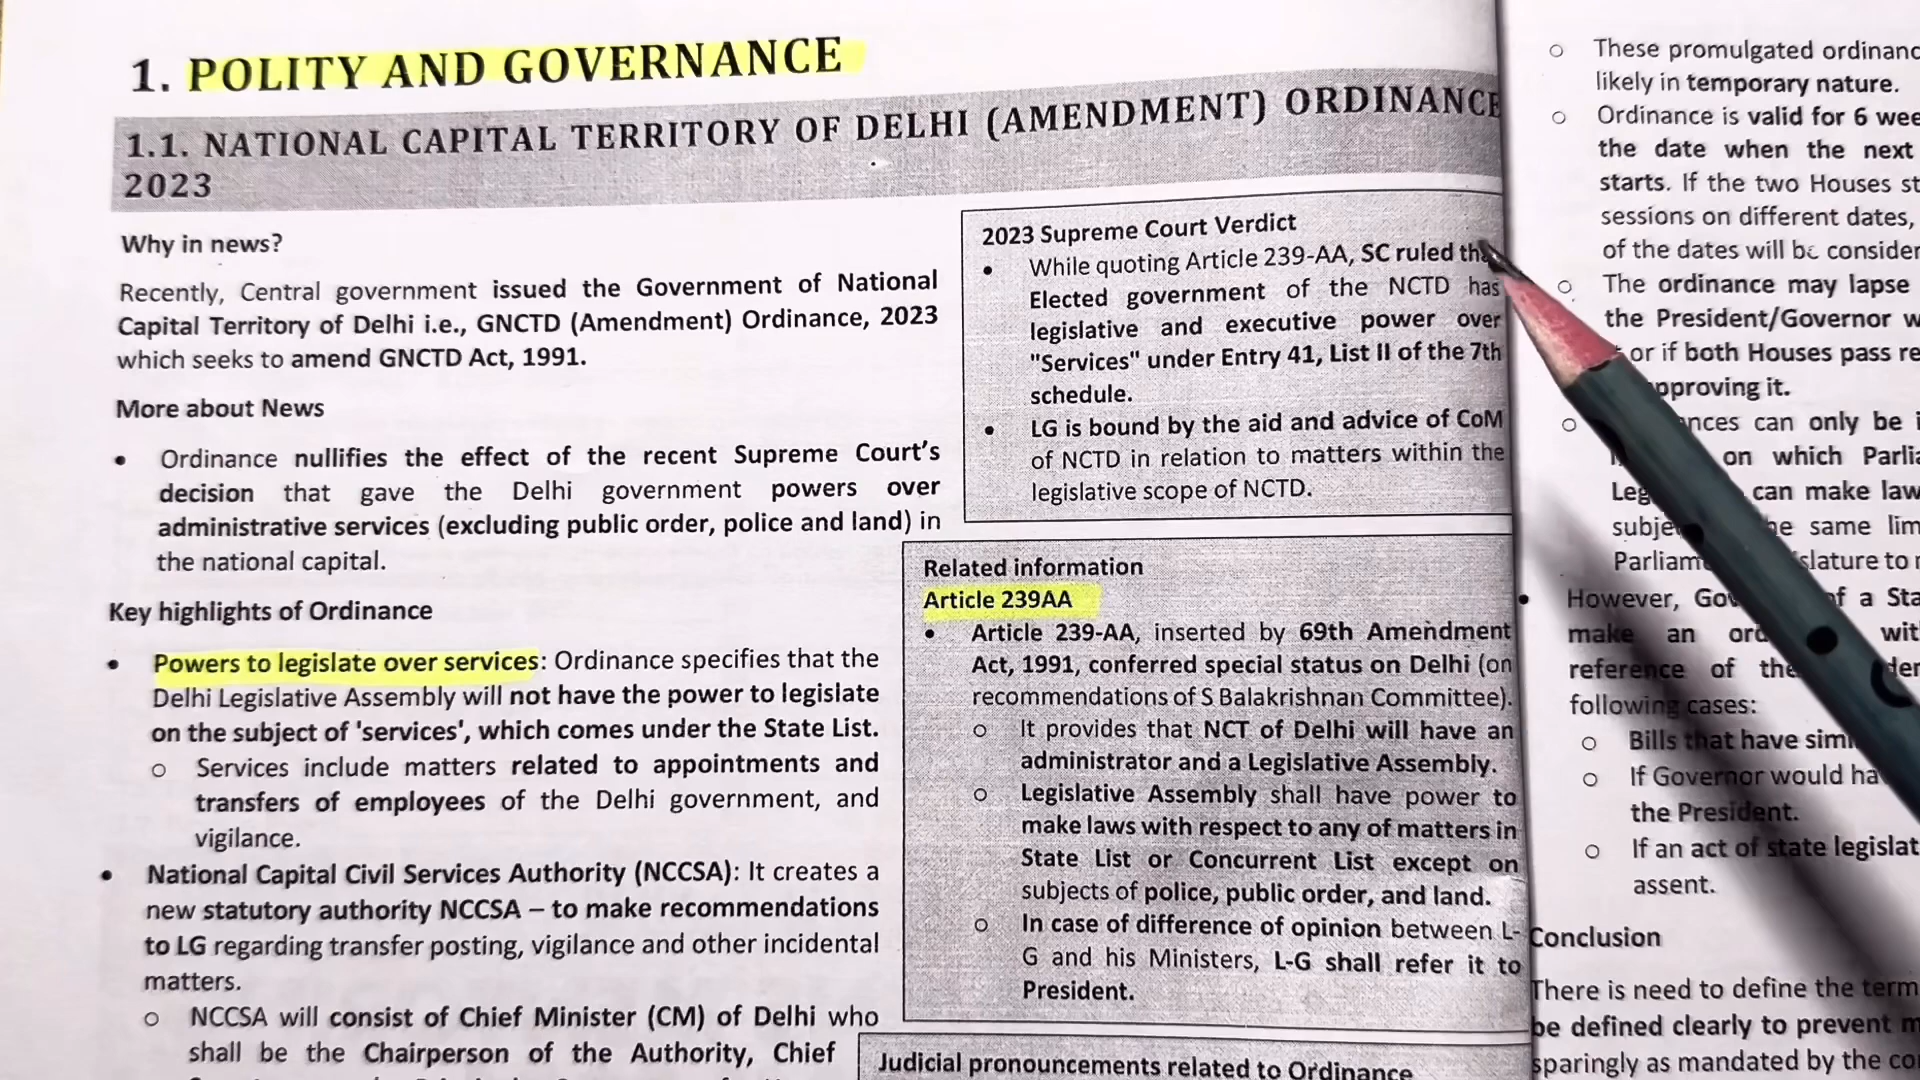 1. POLITY AND GOVERNANCE
1.1. NATIONAL CAPITAL TERRITORY OF DELHI (AMENDMENT) ORDINANCE
2023
Why in news?
Recently, Central government issued the Government of National
Capital Territory of Delhi i.e., GNCTD (Amendment) Ordinance, 2023
which seeks to amend GNCTD Act, 1991.
More about News
• Ordinance nullifies the effect of the recent Supreme Court's
decision that gave the Delhi government powers over
administrative services (excluding public order, police and land) in
the national capital.
Key highlights of Ordinance
• Powers to legislate over services: Ordinance specifies that the
Delhi Legislative Assembly will not have the power to legislate
on the subject of 'services', which comes under the State List.
o Services include matters related to appointments and
transfers of employees of the Delhi government, and
vigilance.
• National Capital Civil Services Authority (NCCSA): It creates a
new statutory authority NCCSA – to make recommendations
to LG regarding transfer posting, vigilance and other incidental
matters.
o NCCSA will consist of Chief Minister (CM) of Delhi who
shall be the Chairperson of the Authority, Chief
2023 Supreme Court Verdict
• While quoting Article 239-AA, SC ruled
Elected government of the NCTD has
legislative and executive power over
"Services" under Entry 41, List II of the 7th
schedule.
• LG is bound by the aid and advice of CoM
of NCTD in relation to matters within the
legislative scope of NCTD.
Related information
Article 239AA
• Article 239-AA, inserted by 69th Amendment
Act, 1991, conferred special status on Delhi (on
recommendations of S Balakrishnan Committee).
o It provides that NCT of Delhi will have an
administrator and a Legislative Assembly.
o Legislative Assembly shall have power to
make laws with respect to any of matters in
State List or Concurrent List except on
subjects of police, public order, and land.
o In case of difference of opinion between L-
G and his Ministers, L-G shall refer it to
President.
Judicial pronouncements related to Ordinance
o These promulgated
likely in temporary nature.
o Ordinance is valid for 6
the date when the next
starts. If the two Houses
sessions on different dates,
of the dates will be
o The ordinance may lapse
the President/Governor
or if both Houses pass
approving it.
o can only be
on which
can make
the same
to
• However, of a
make an
reference of the
following cases:
o Bills that have
o If Governor would
the President.
o If an act of state
assent.
Conclusion
There is need to define the term
be defined clearly to prevent
sparingly as mandated by the